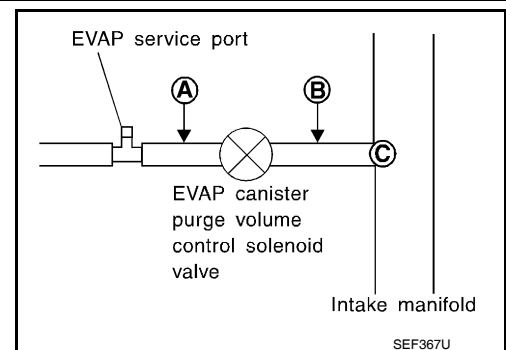 EVAP service port
A
B
C
EVAP canister
purge volume
control solenoid
valve
Intake manifold
SEF367U